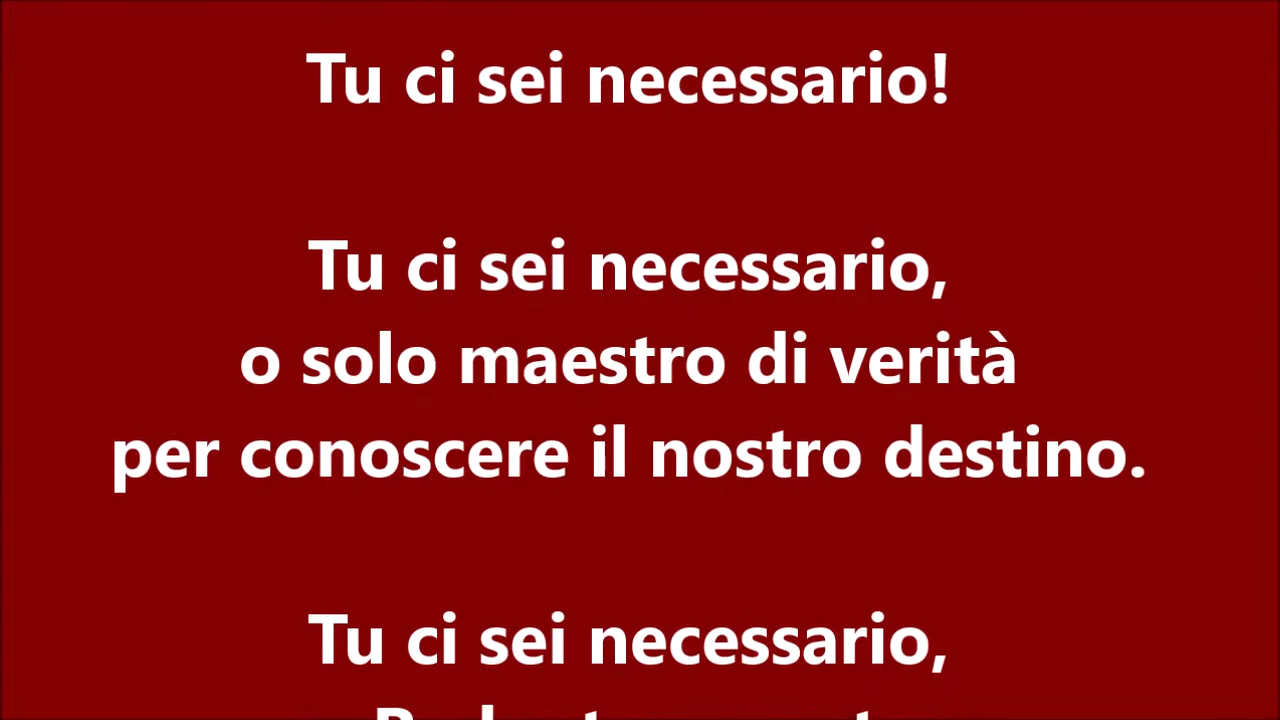 Tu ci sei necessario!
Tu ci sei necessario,
o solo maestro di verità
per conoscere il nostro destino.
Tu ci sei necessario,